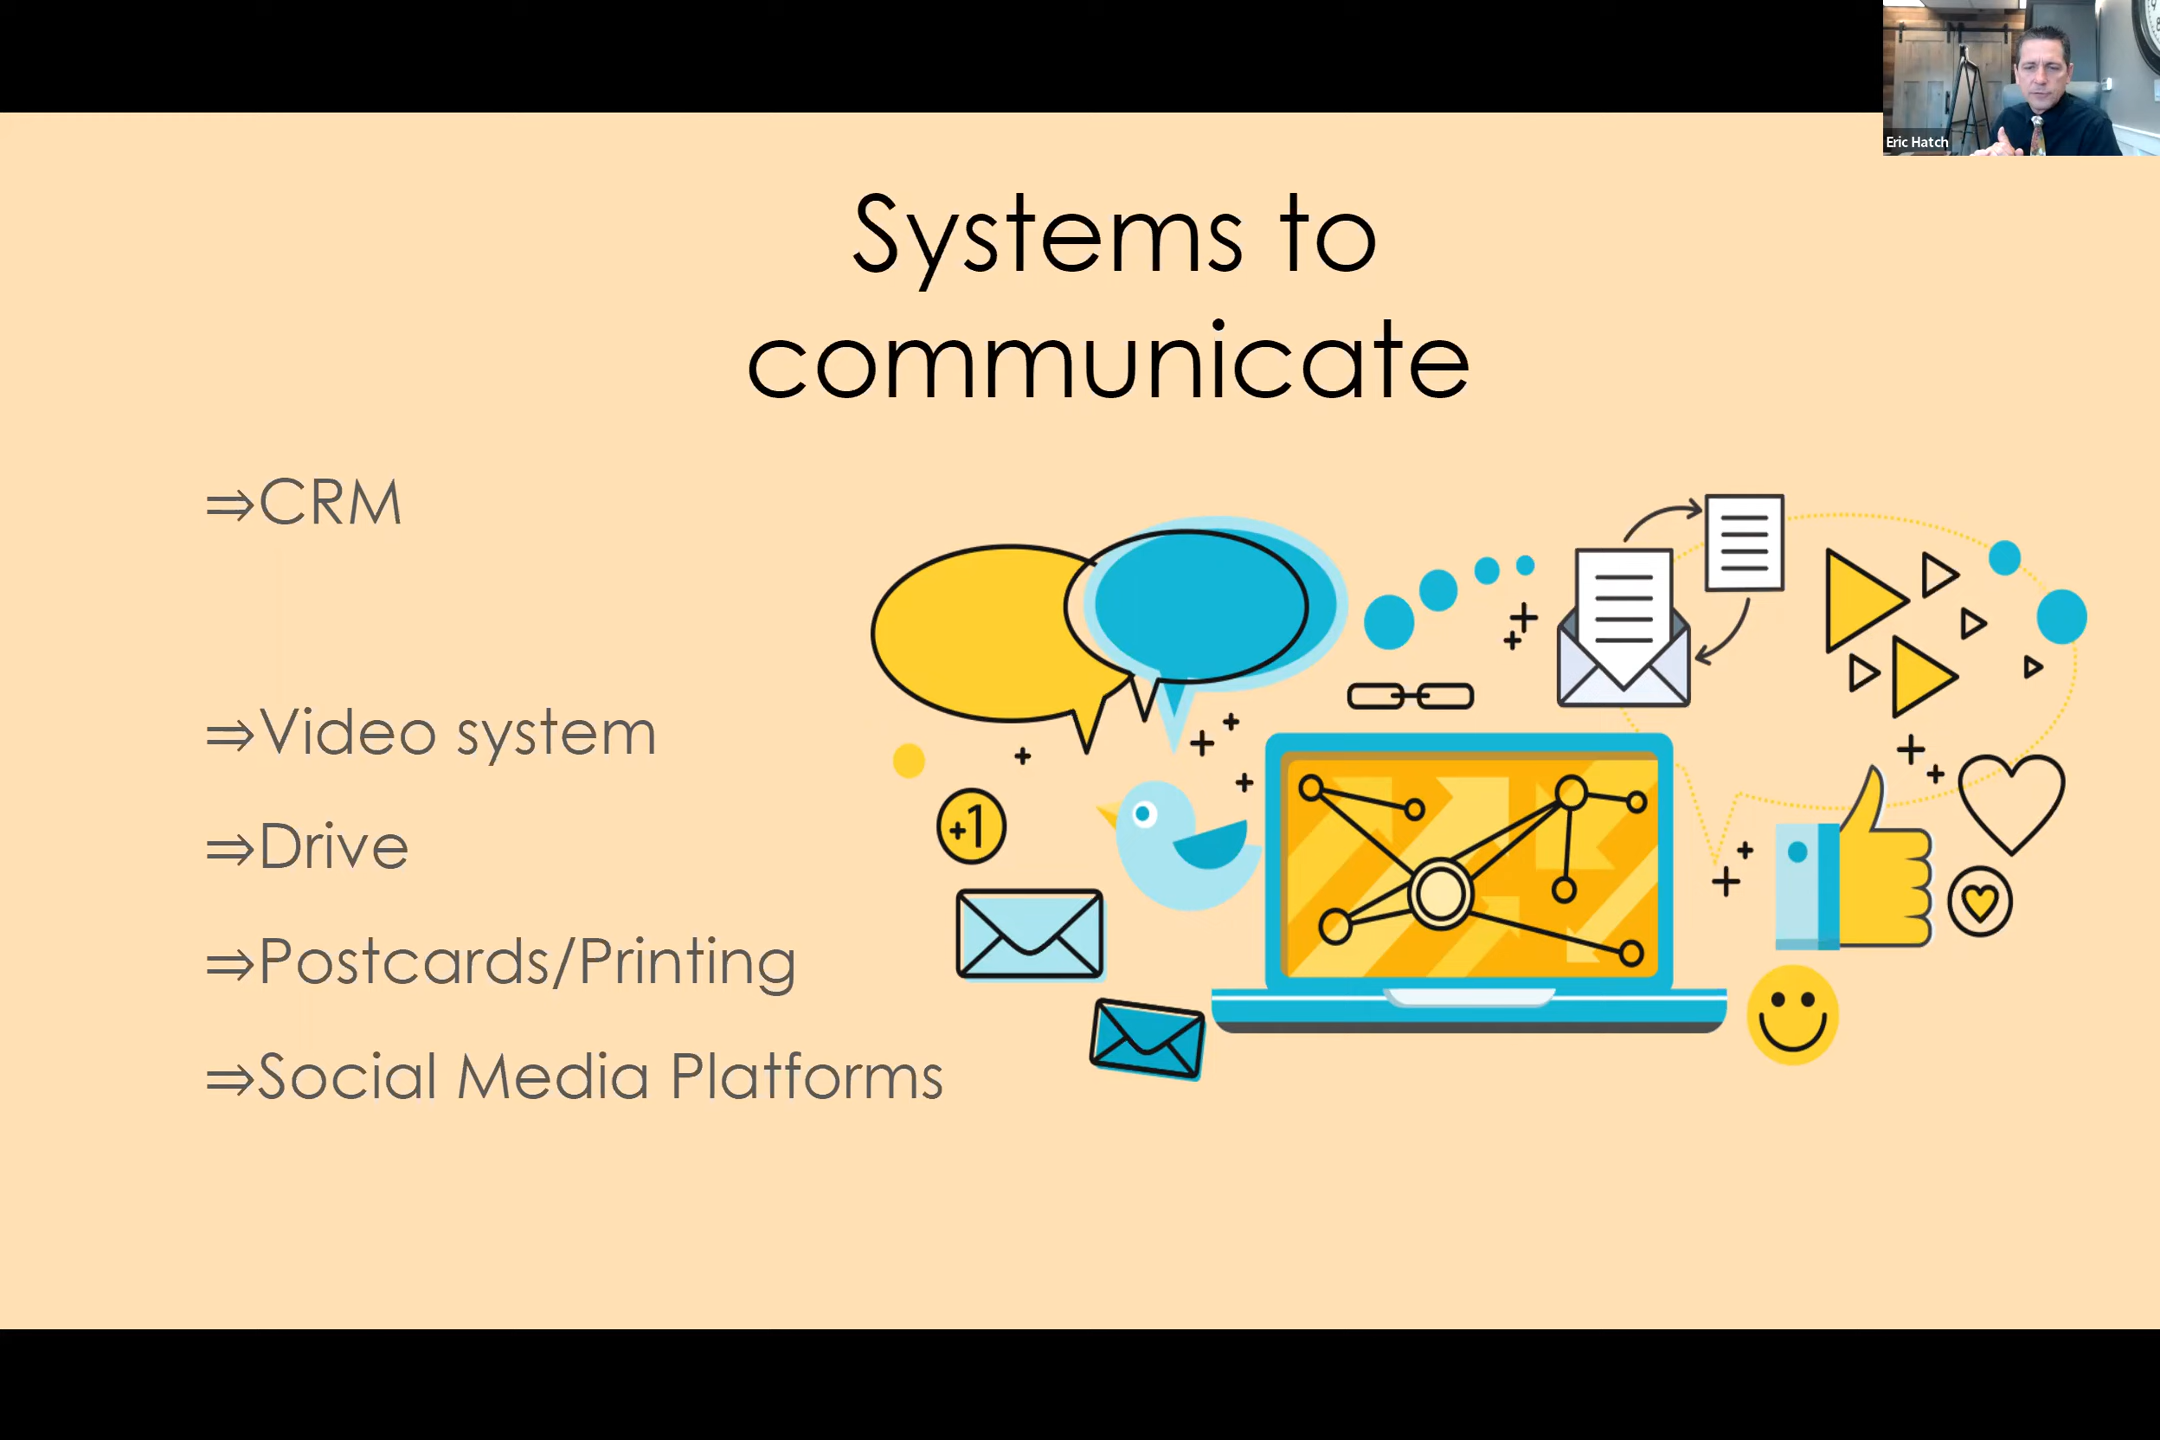 Eric Hatch
Systems to
communicate
⇒CRM
⇒Video system
⇒Drive
⇒Postcards/Printing
⇒Social Media Platforms
+1